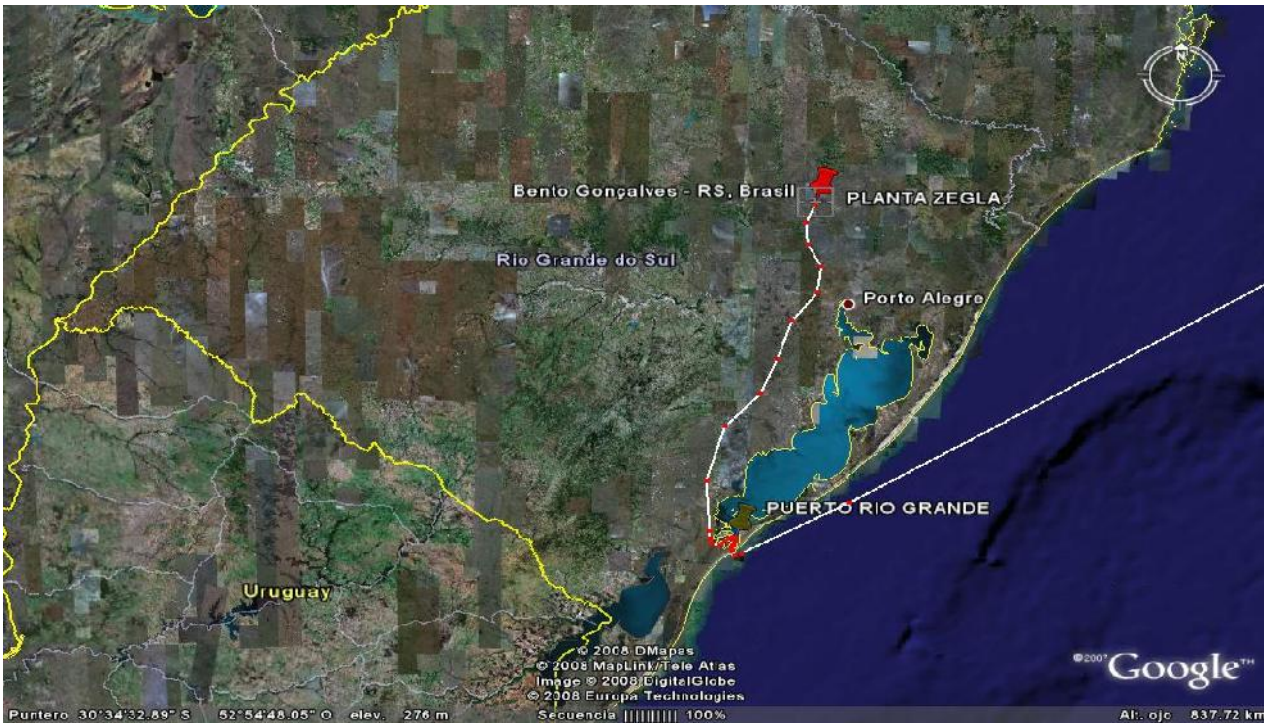 N
Bento Gonçalves - RS, Brasil
PLANTA ZEGLA
Rio Grande do Sul
Porto Alegre
PUERTO RIO GRANDE
Uruguay
© 2008 DMapas
© 2008 MapLink/Tele Atlas
Image © 2008 DigitalGlobe
© 2008 Europa Technologies
©2007 Google™
Puntero 30°34'32.89" S 52°54'48.05" O elev. 276 m Secuencia 100% Alt. ojo 837.72 km